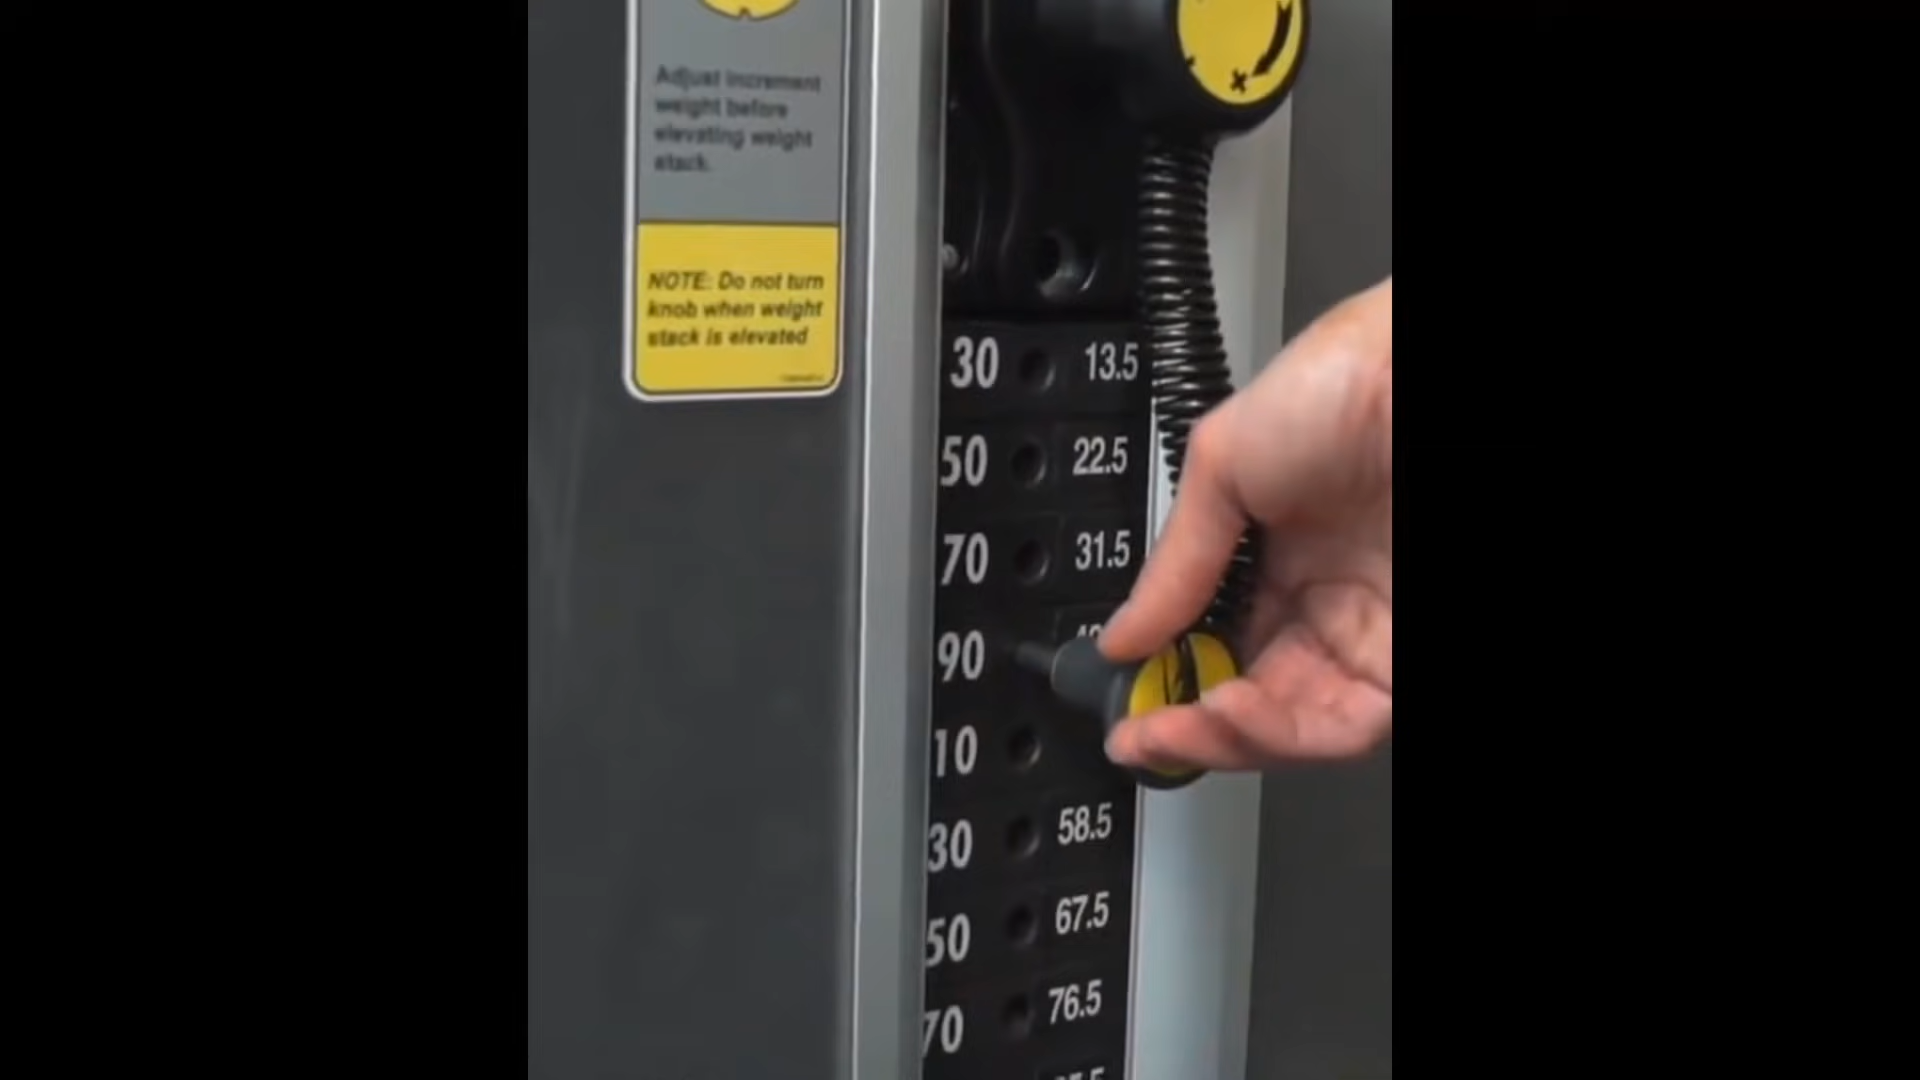 Adjust increment
weight before
elevating weight
stack.
NOTE: Do not turn
knob when weight
stack is elevated
30 13.5
50 22.5
70 31.5
90
10
30 58.5
50 67.5
70 76.5